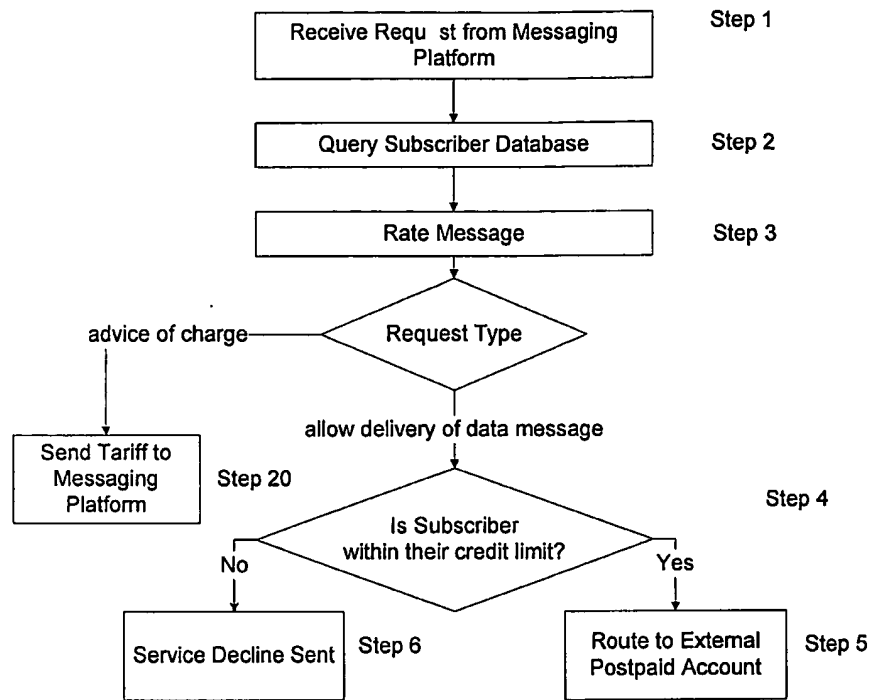 Receive Requ st from Messaging
Platform
Step 1
Query Subscriber Database
Step 2
Rate Message
Step 3
Request Type
advice of charge
allow delivery of data message
Send Tariff to
Messaging
Platform
Step 20
Is Subscriber
within their credit limit?
Step 4
No
Yes
Service Decline Sent
Step 6
Route to External
Postpaid Account
Step 5